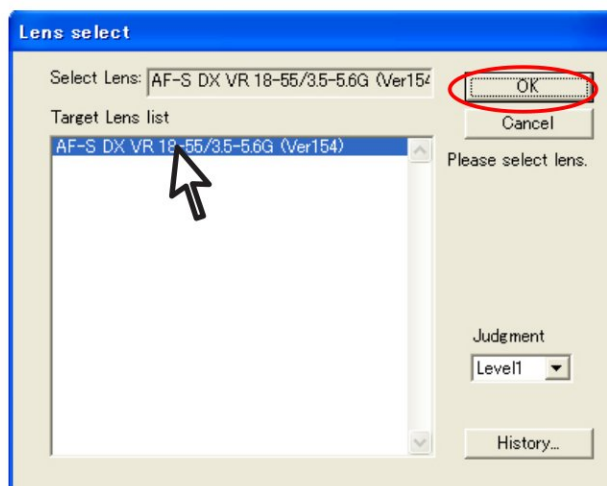 Lens select
Select Lens: AF-S DX VR 18-55/3.5-5.6G (Ver154
OK
Target Lens list
Cancel
AF-S DX VR 18-55/3.5-5.6G (Ver154)
Please select lens.
Judgment
Level1
History...